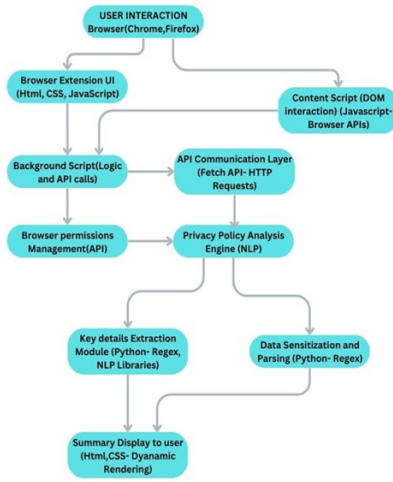 USER INTERACTION
Browser(Chrome,Firefox)
Browser Extension UI
(Html, CSS, JavaScript)
Content Script (DOM
interaction) (Javascript-
Browser APIs)
Background Script(Logic
and API calls)
API Communication Layer
(Fetch API- HTTP
Requests)
Browser permissions
Management(API)
Privacy Policy Analysis
Engine (NLP)
Key details Extraction
Module (Python- Regex,
NLP Libraries)
Data Sensitization and
Parsing (Python- Regex)
Summary Display to user
(Html,CSS- Dyanamic
Rendering)